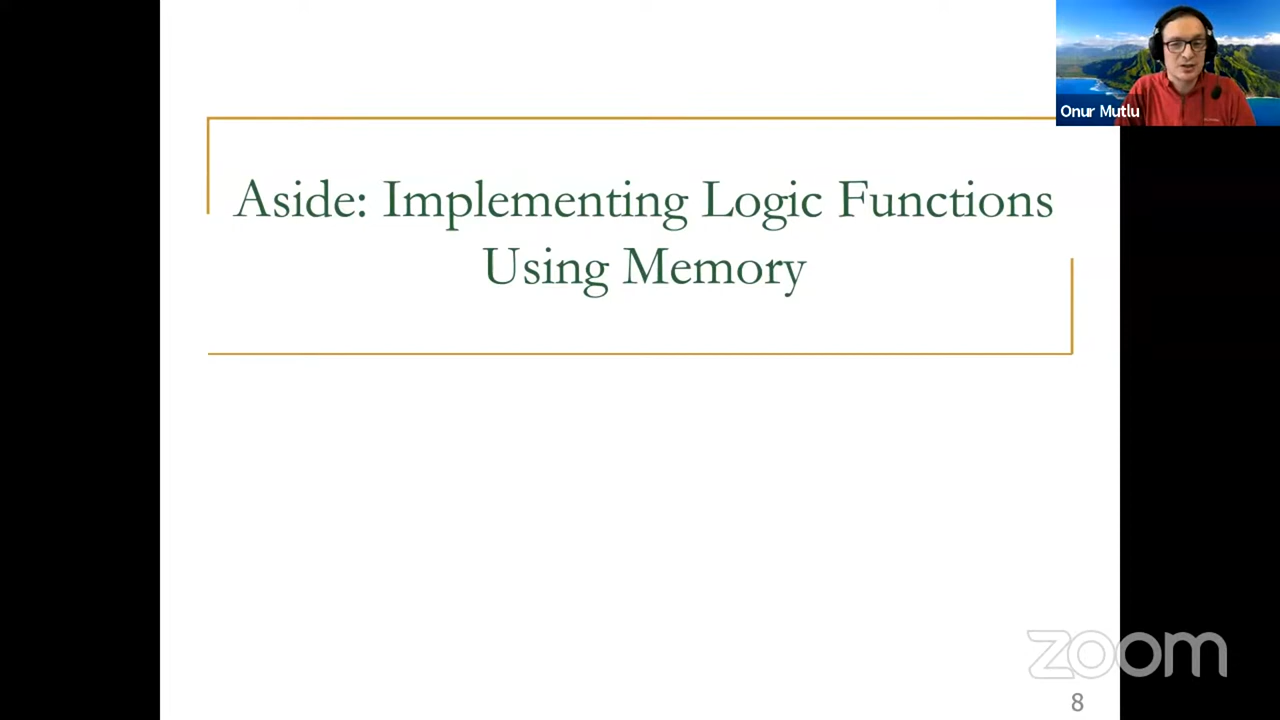 Onur Mutlu
Aside: Implementing Logic Functions
Using Memory
zoom
8